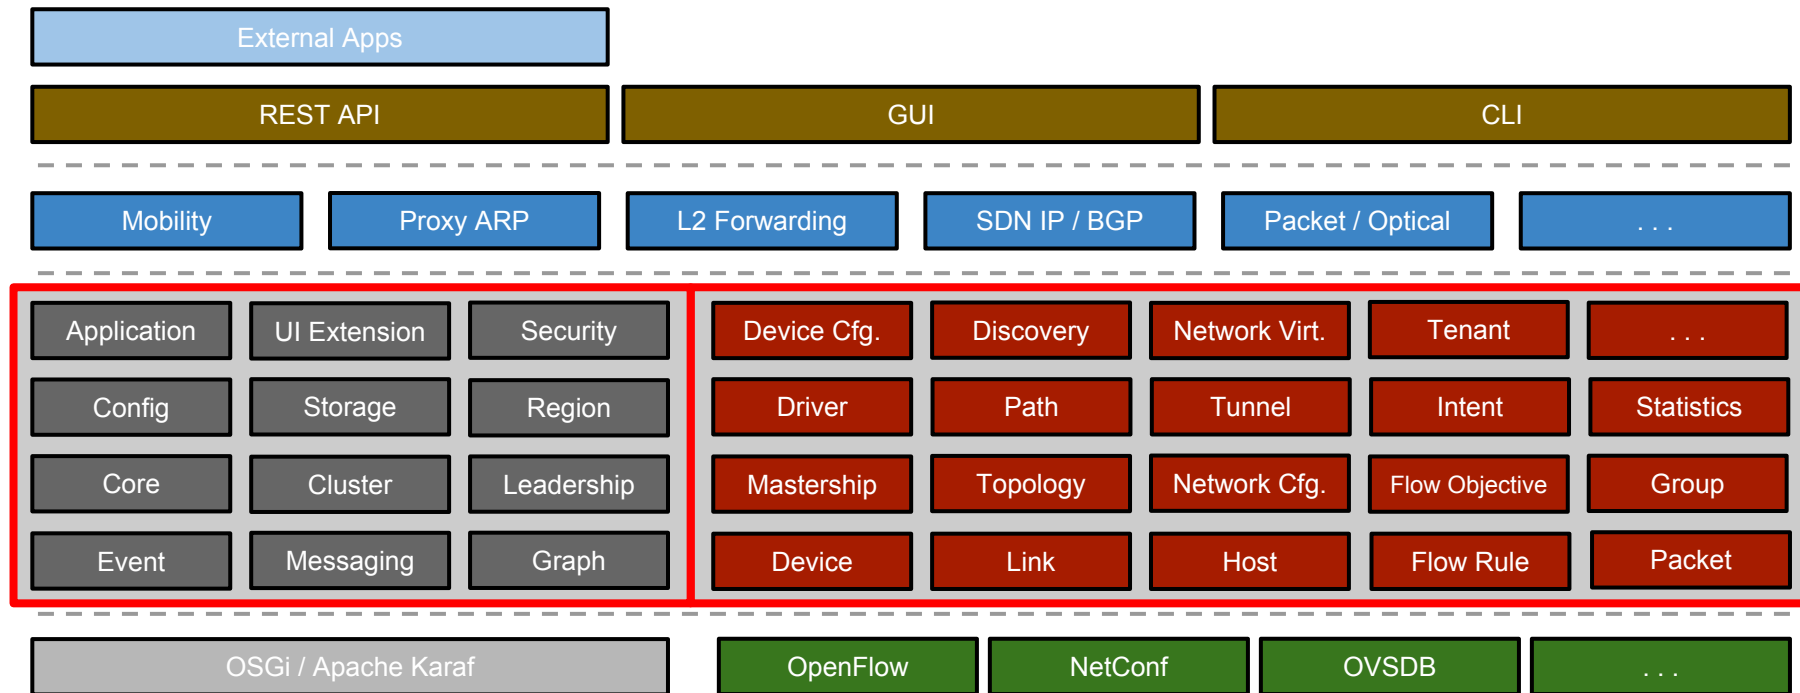 External Apps
REST API GUI CLI
Mobility Proxy ARP L2 Forwarding SDN IP / BGP Packet / Optical . . .
Application UI Extension Security Device Cfg. Discovery Network Virt. Tenant . . .
Config Storage Region Driver Path Tunnel Intent Statistics
Core Cluster Leadership Mastership Topology Network Cfg. Flow Objective Group
Event Messaging Graph Device Link Host Flow Rule Packet
OSGi / Apache Karaf OpenFlow NetConf OVSDB . . .